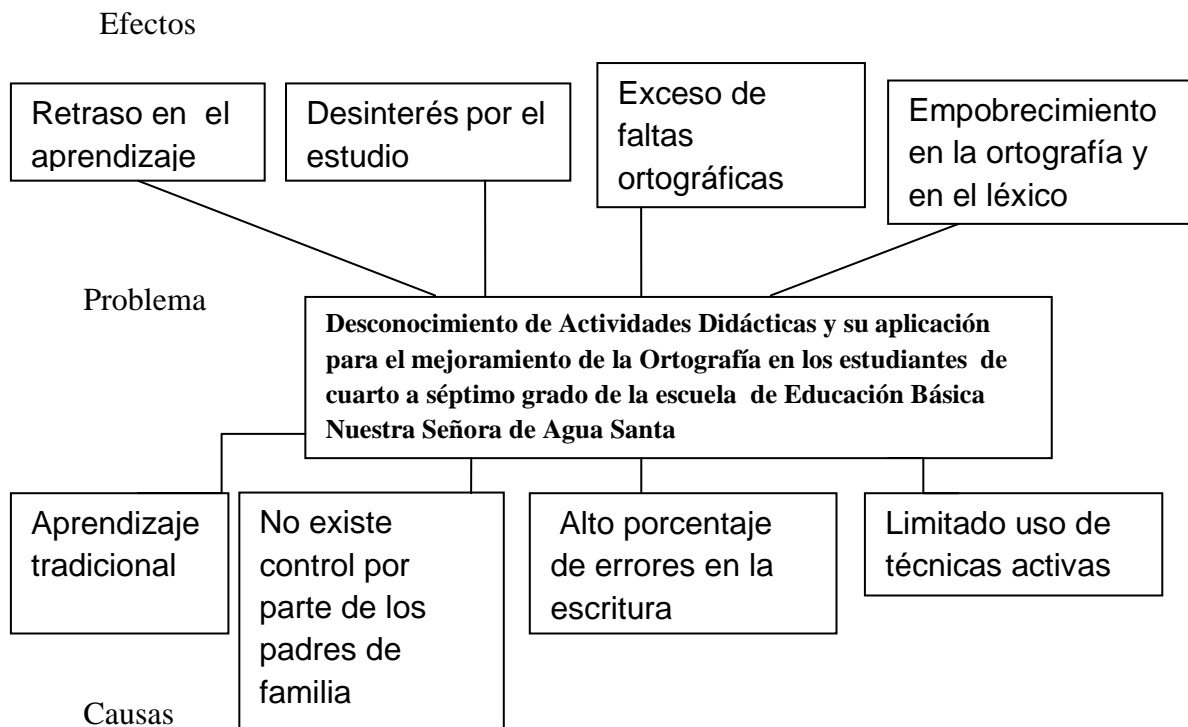 Efectos
Retraso en el
aprendizaje
Desinterés por el
estudio
Exceso de
faltas
ortográficas
Empobrecimiento
en la ortografía y
en el léxico
Problema
Desconocimiento de Actividades Didácticas y su aplicación
para el mejoramiento de la Ortografía en los estudiantes de
cuarto a séptimo grado de la escuela de Educación Básica
Nuestra Señora de Agua Santa
Aprendizaje
tradicional
No existe
control por
parte de los
padres de
familia
Alto porcentaje
de errores en la
escritura
Limitado uso de
técnicas activas
Causas